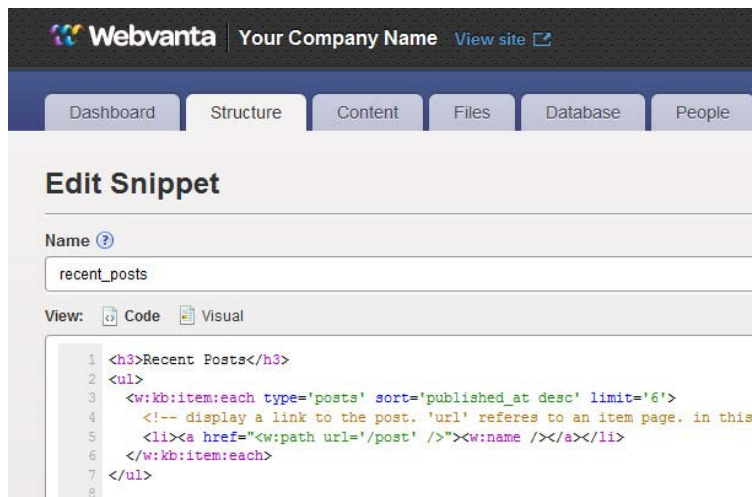 Webvanta Your Company Name View site
Dashboard Structure Content Files Database People
Edit Snippet
Name ?
recent_posts
View: Code Visual
1 <h3>Recent Posts</h3>
2 <ul>
3 <w:kb:item:each type='posts' sort='published_at desc' limit='6'>
4 <!-- display a link to the post. 'url' referes to an item page. in this
5 <li><a href="<w:path url='/post' />"><w:name /></a></li>
6 </w:kb:item:each>
7 </ul>
8